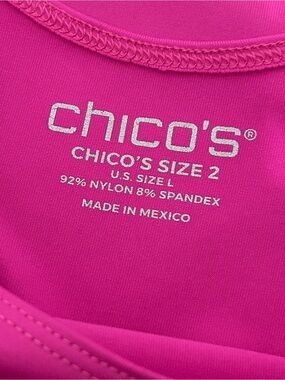 chico's®
CHICO'S SIZE 2
U.S. SIZE L
92% NYLON 8% SPANDEX
MADE IN MEXICO